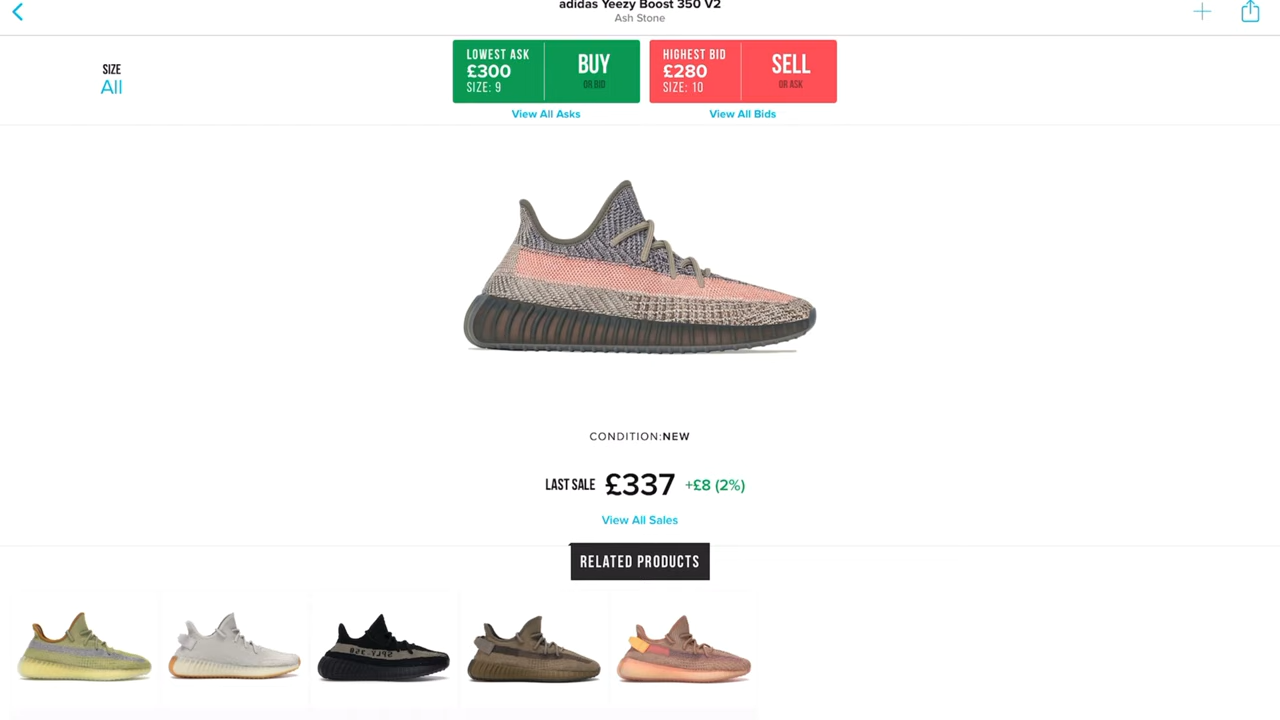 adidas Yeezy Boost 350 V2
Ash Stone
SIZE
All
LOWEST ASK
£300
SIZE: 9
BUY
OR BID
HIGHEST BID
£280
SIZE: 10
SELL
OR ASK
View All Asks
View All Bids
CONDITION:NEW
LAST SALE £337 +£8 (2%)
View All Sales
RELATED PRODUCTS